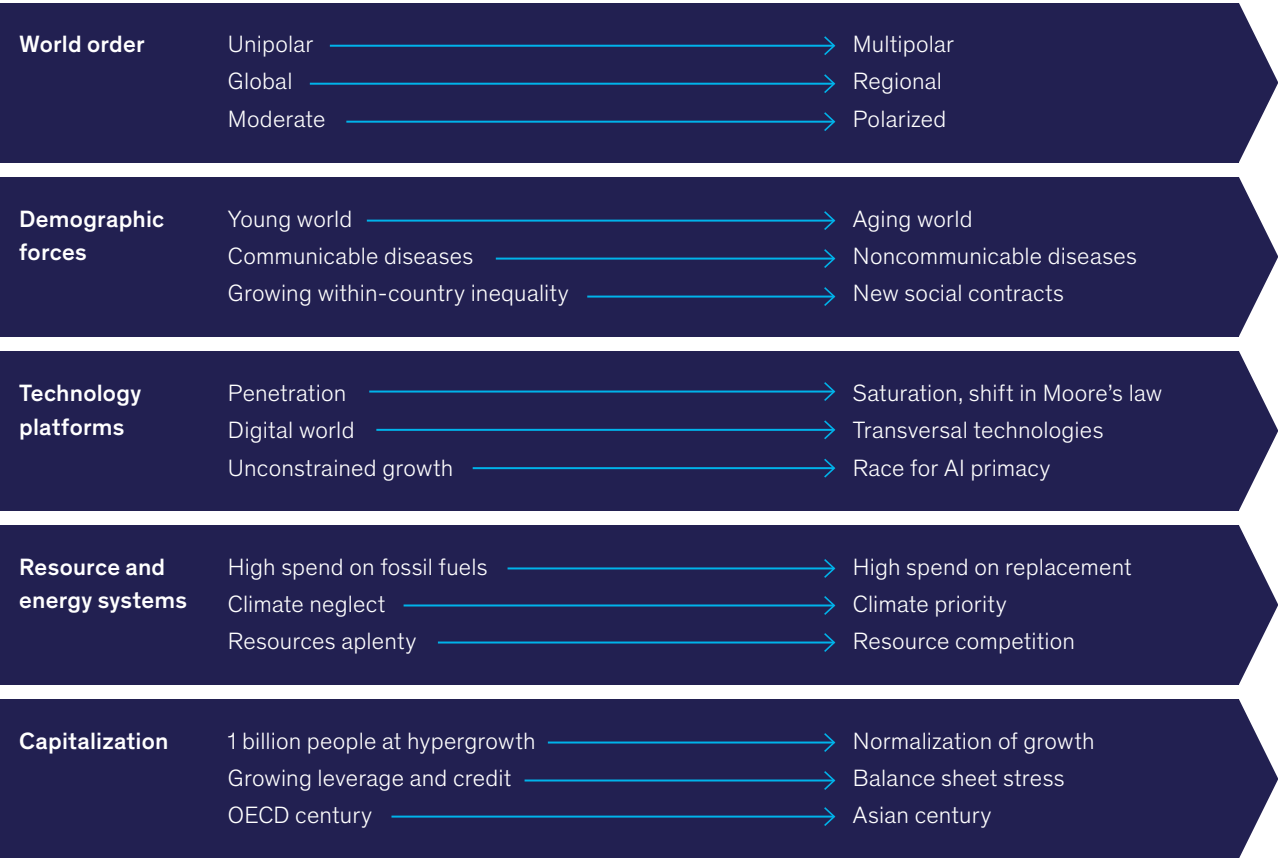 World order
Unipolar → Multipolar
Global → Regional
Moderate → Polarized
Demographic
forces
Young world → Aging world
Communicable diseases → Noncommunicable diseases
Growing within-country inequality → New social contracts
Technology
platforms
Penetration → Saturation, shift in Moore’s law
Digital world → Transversal technologies
Unconstrained growth → Race for AI primacy
Resource and
energy systems
High spend on fossil fuels → High spend on replacement
Climate neglect → Climate priority
Resources aplenty → Resource competition
Capitalization
1 billion people at hypergrowth → Normalization of growth
Growing leverage and credit → Balance sheet stress
OECD century → Asian century